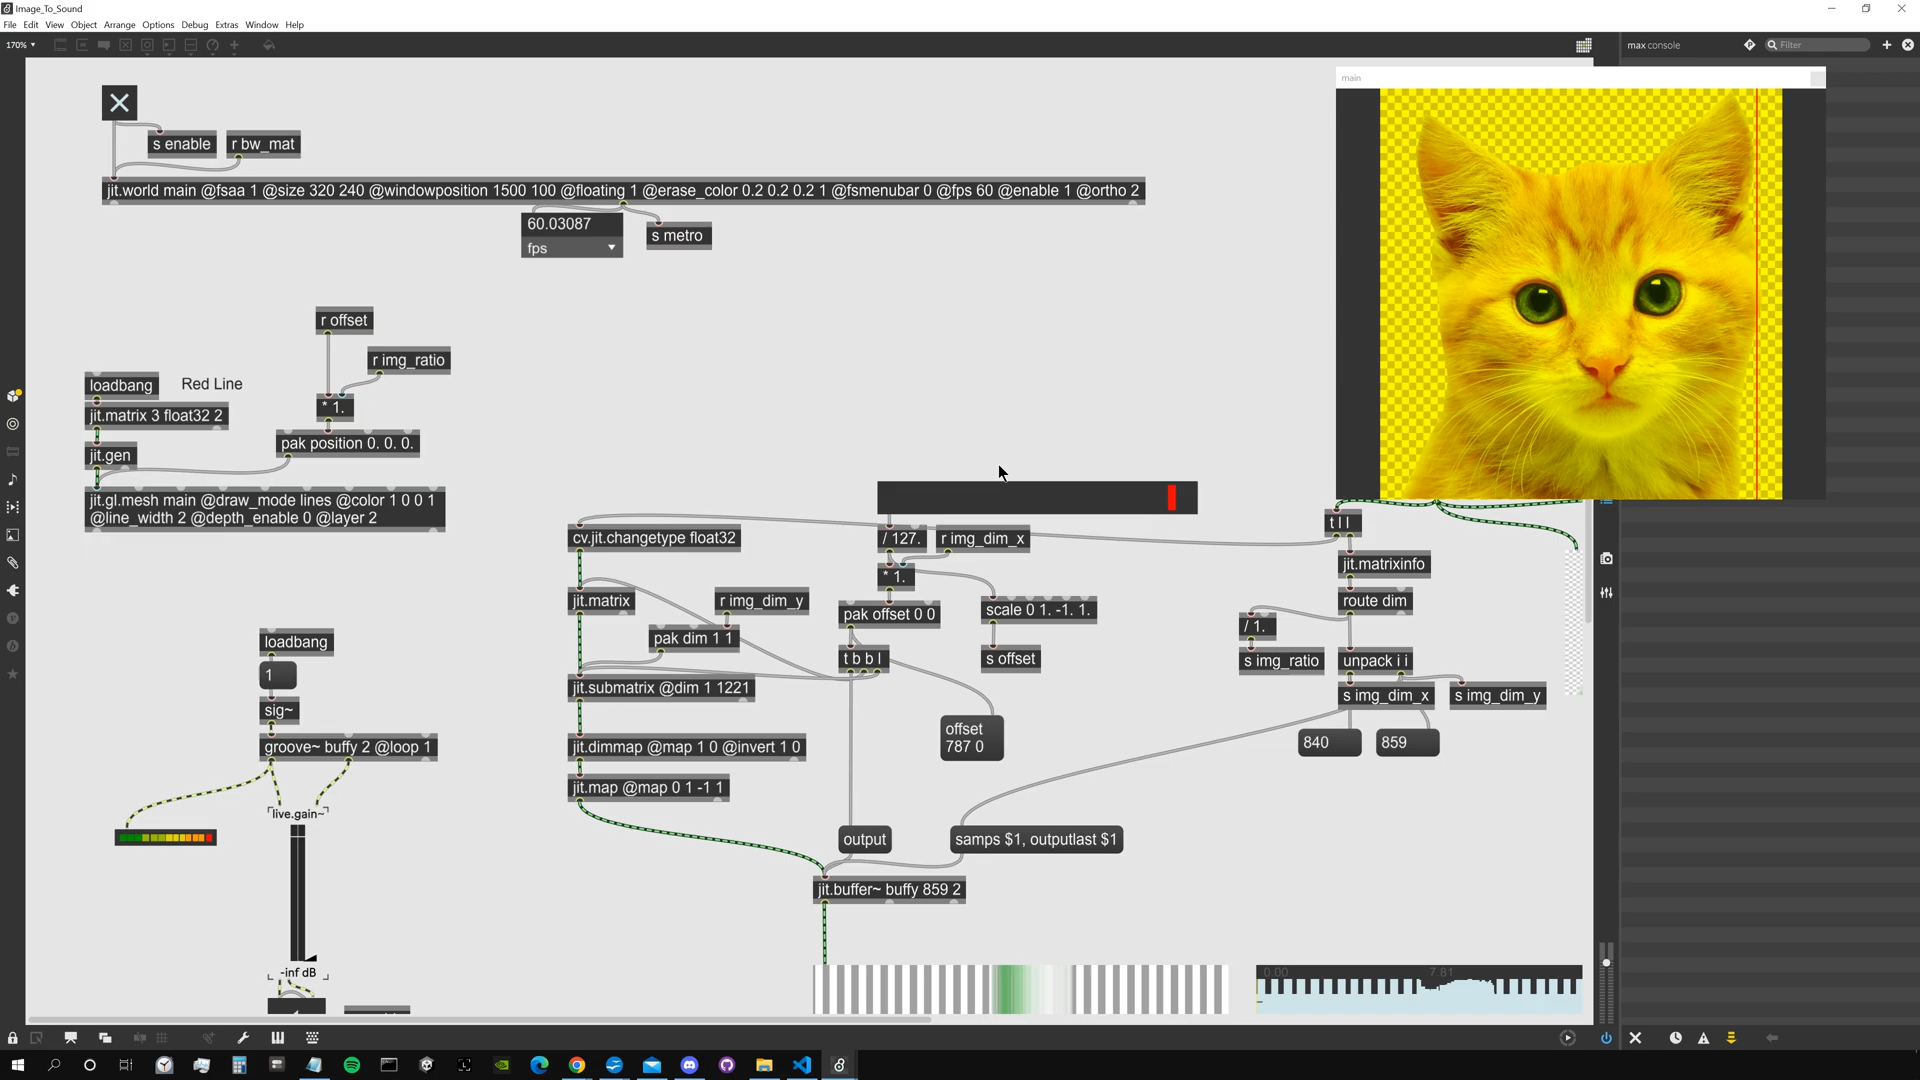 Image_To_Sound
File Edit View Object Arrange Options Debug Extras Window Help
170%
max console
Filter
main
s enable
r bw_mat
jit.world main @fsaa 1 @size 320 240 @windowposition 1500 100 @floating 1 @erase_color 0.2 0.2 0.2 1 @fsmenubar 0 @fps 60 @enable 1 @ortho 2
60.03087
fps
s metro
r offset
r img_ratio
loadbang
Red Line
* 1.
jit.matrix 3 float32 2
pak position 0. 0. 0.
jit.gen
jit.gl.mesh main @draw_mode lines @color 1 0 0 1
@line_width 2 @depth_enable 0 @layer 2
cv.jit.changetype float32
/ 127.
r img_dim_x
t l l
jit.matrixinfo
* 1.
jit.matrix
r img_dim_y
pak offset 0 0
scale 0 1. -1. 1.
route dim
/ 1.
pak dim 1 1
loadbang
t b b l
s offset
s img_ratio
unpack i i
1
jit.submatrix @dim 1 1221
s img_dim_x
s img_dim_y
sig~
offset
787 0
840
859
groove~ buffy 2 @loop 1
jit.dimmap @map 1 0 @invert 1 0
jit.map @map 0 1 -1 1
live.gain~
output
samps $1, outputlast $1
jit.buffer~ buffy 859 2
-inf dB
0.00
7.81